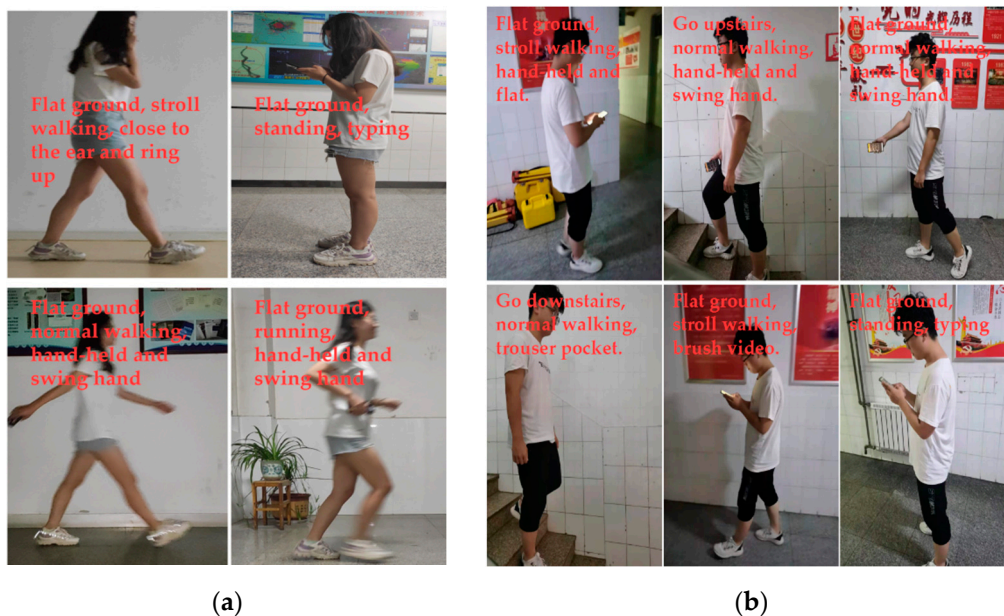 Flat ground, stroll
walking, close to
the ear and ring
up
Flat ground,
standing, typing
Flat ground,
normal walking,
hand-held and
swing hand
Flat ground,
running,
hand-held and
swing hand
(a)
Flat ground,
stroll walking,
hand-held and
flat.
Go upstairs,
normal walking,
hand-held and
swing hand.
Flat ground,
normal walking,
hand-held and
swing hand.
Go downstairs,
normal walking,
trouser pocket.
Flat ground,
stroll walking,
brush video.
Flat ground,
standing, typing
(b)